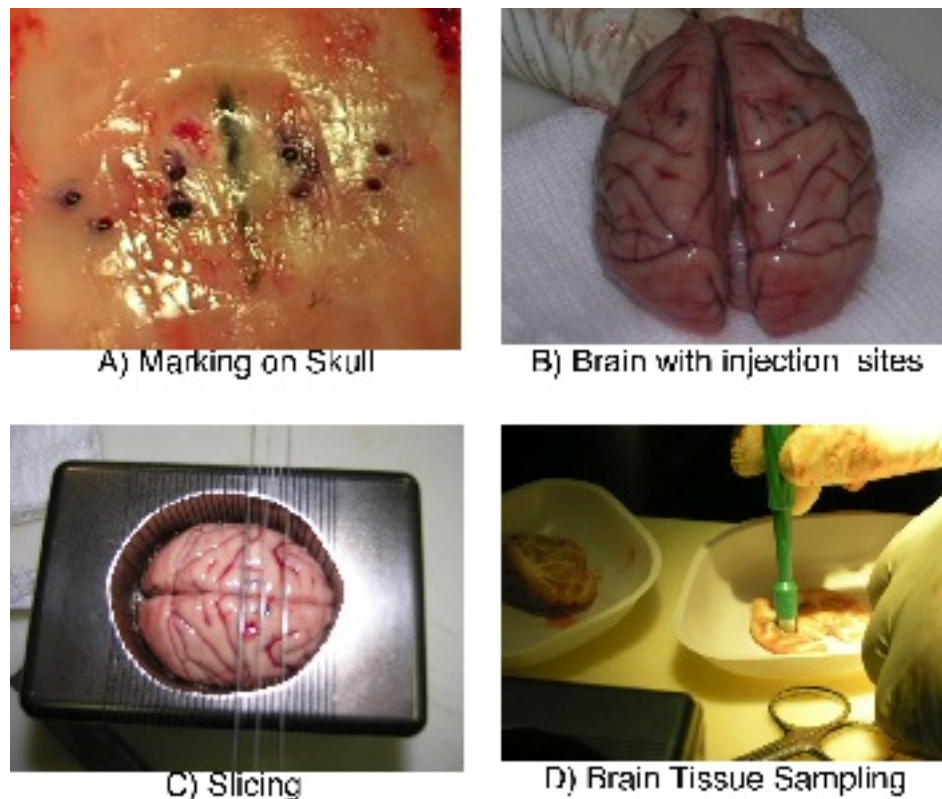 A) Marking on Skull
B) Brain with injection sites
C) Slicing
D) Brain Tissue Sampling